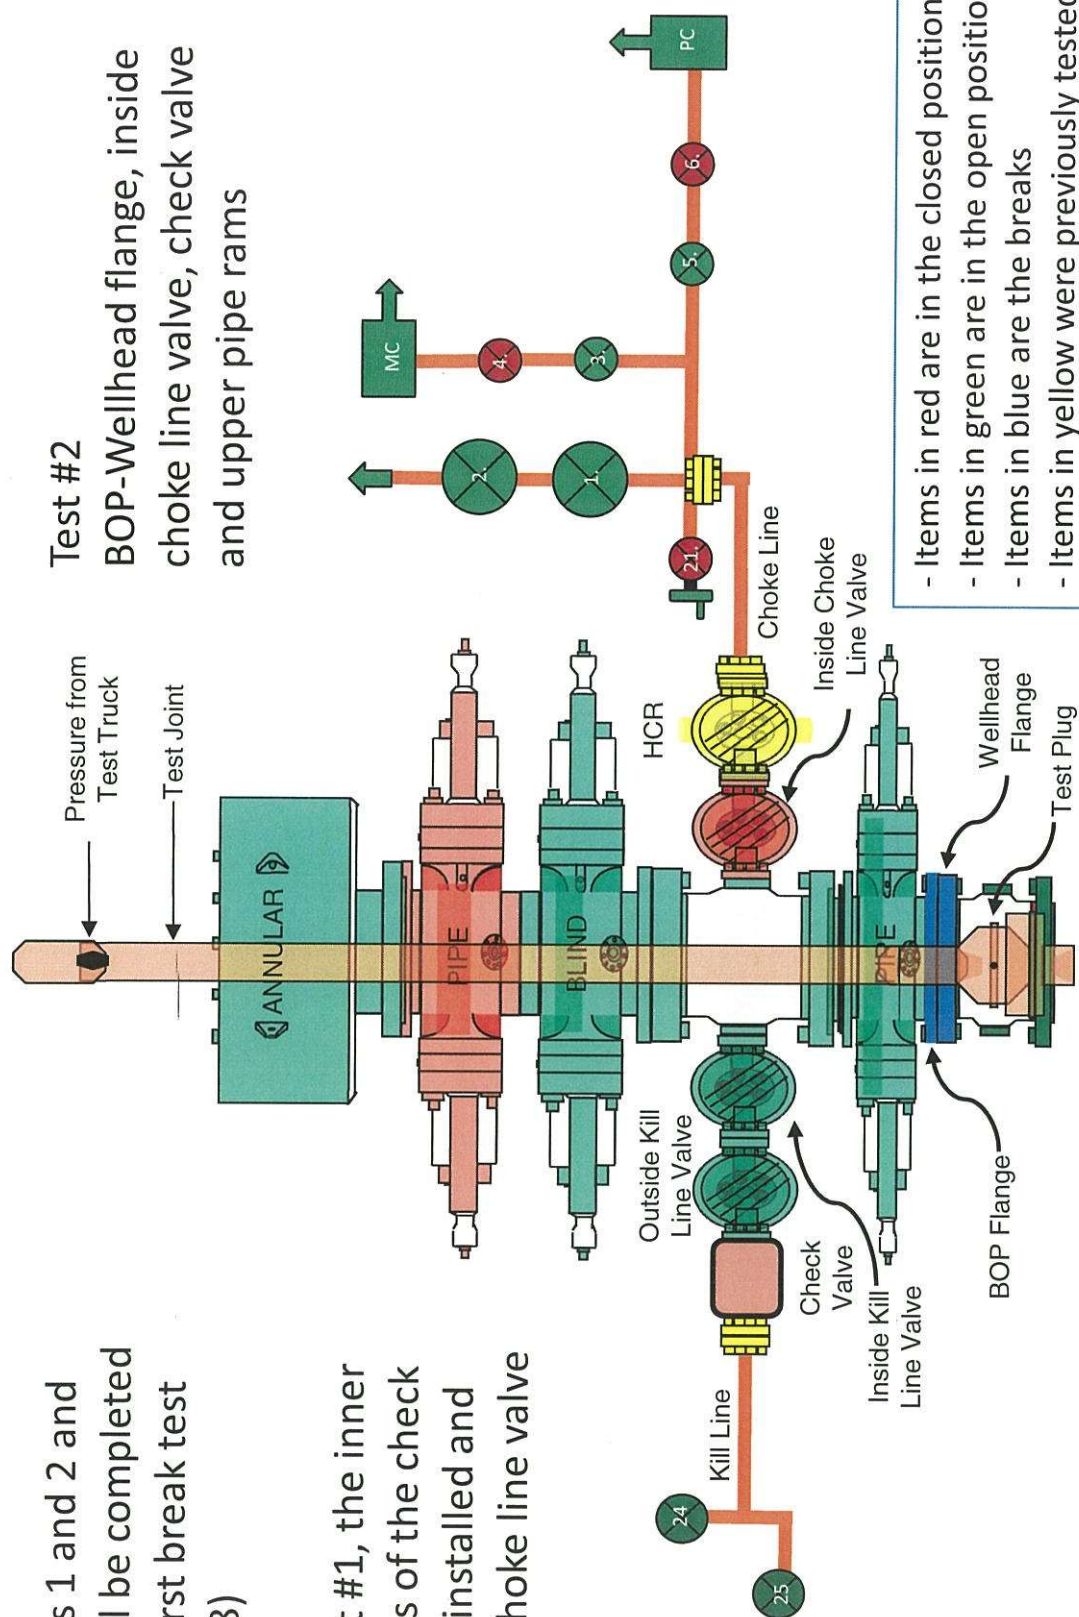 s 1 and 2 and
l be completed
rst break test
3)
t #1, the inner
s of the check
installed and
hoke line valve
Test #2
BOP-Wellhead flange, inside
choke line valve, check valve
and upper pipe rams
Pressure from
Test Truck
Test Joint
ANNULAR
PIPE
BLIND
PIPE
HCR
Outside Kill
Line Valve
Check
Valve
Inside Kill
Line Valve
Kill Line
24
25
BOP Flange
Wellhead
Flange
Test Plug
Inside Choke
Line Valve
Choke Line
21.
1.
2.
MC
4.
3.
5.
6.
PC
- Items in red are in the closed position
- Items in green are in the open positio
- Items in blue are the breaks
- Items in yellow were previously tested